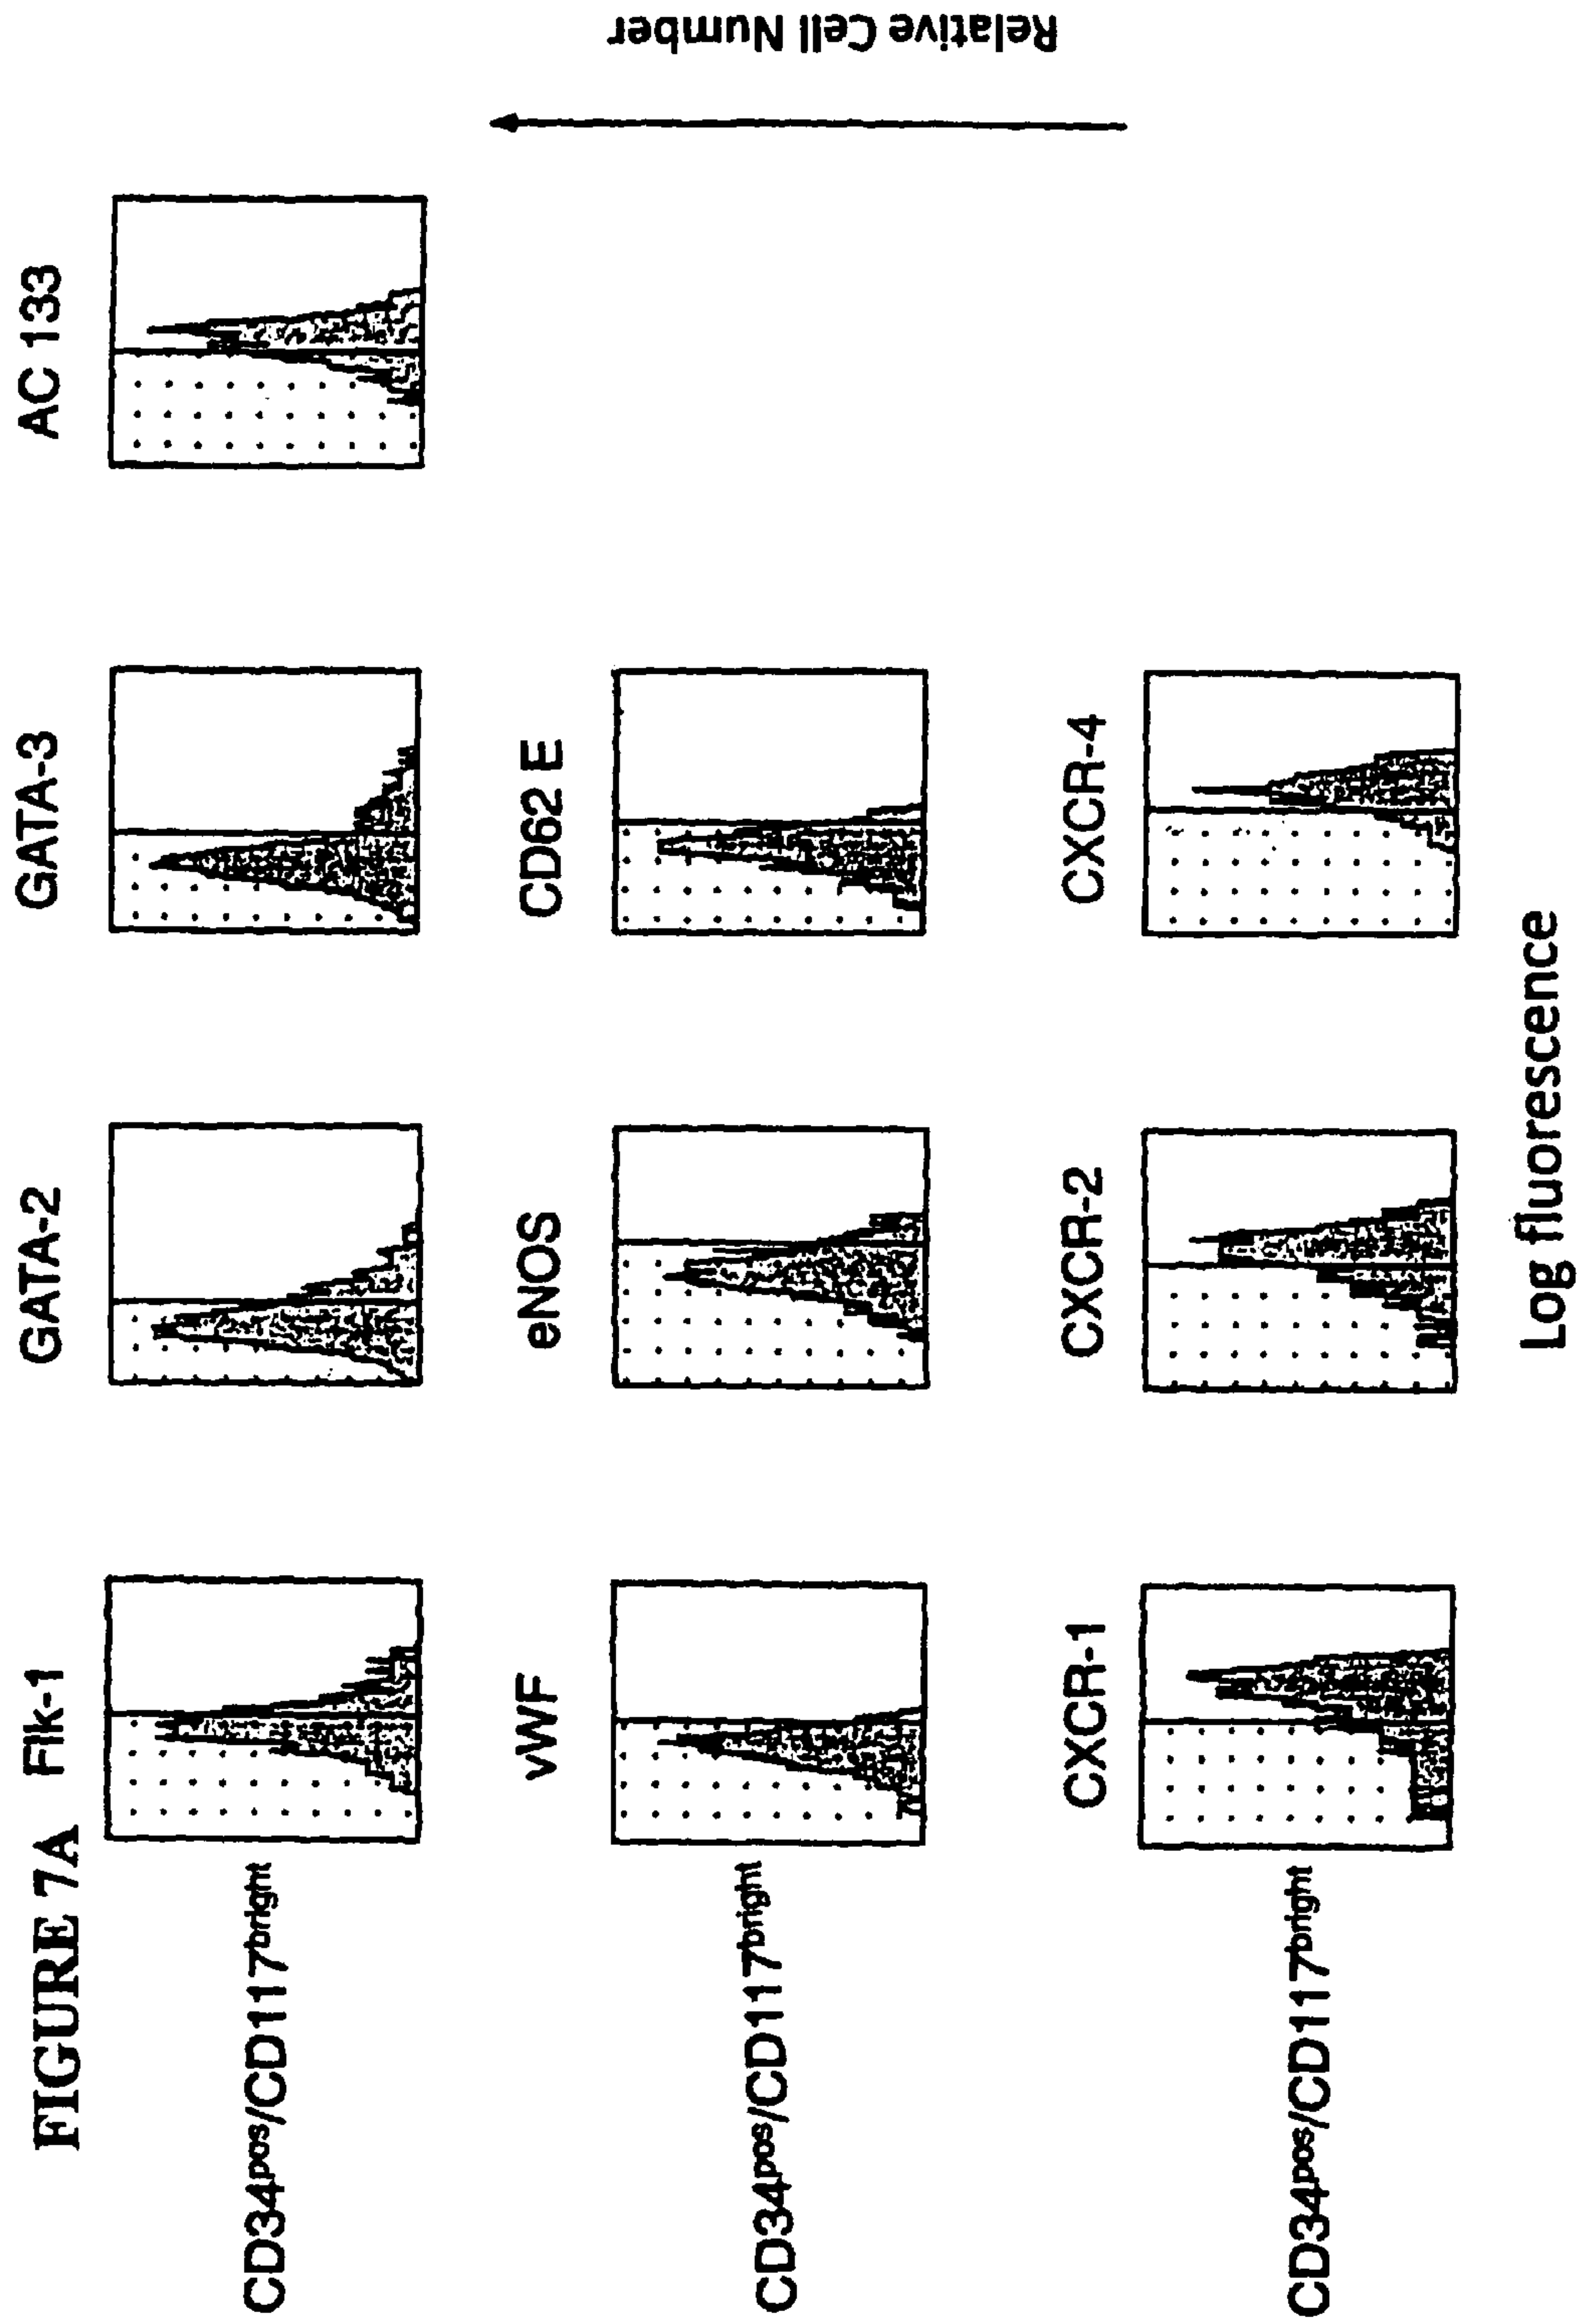 FIGURE 7A
Flk-1
GATA-2
GATA-3
AC 133
CD34pos/CD117bright
vWF
eNOS
CD62 E
CD34pos/CD117bright
CXCR-1
CXCR-2
CXCR-4
CD34pos/CD117bright
Log fluorescence
Relative Cell Number